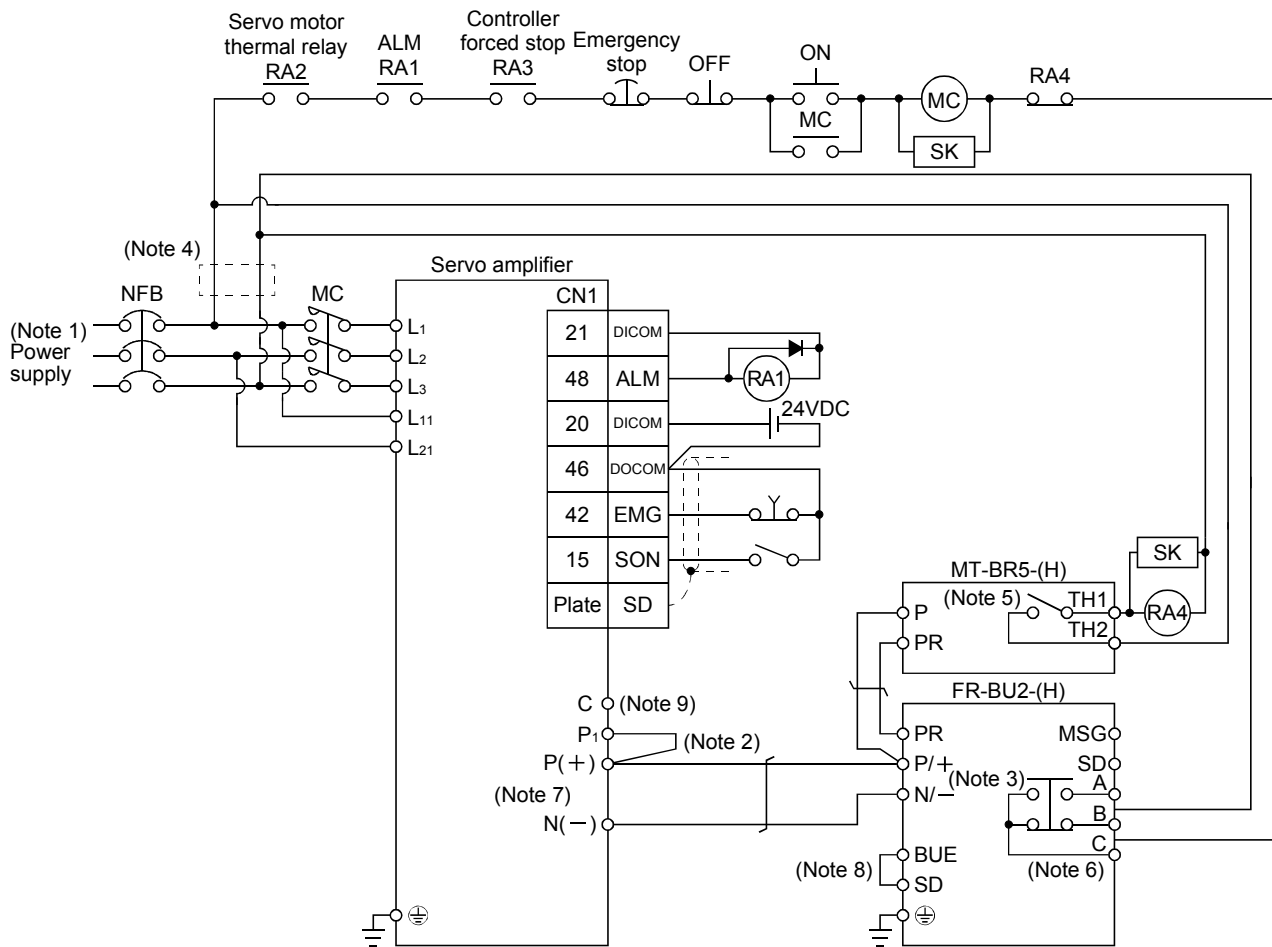 Servo motor
thermal relay
RA2
ALM
RA1
Controller
forced stop
RA3
Emergency
stop
OFF
ON
MC
MC
SK
RA4
(Note 4)
NFB
MC
(Note 1)
Power
supply
Servo amplifier
L1
L2
L3
L11
L21
CN1
21 DICOM
48 ALM
RA1
20 DICOM
24VDC
46 DOCOM
42 EMG
15 SON
Plate SD
C (Note 9)
P1
(Note 2)
P(+)
(Note 7)
N(−)
MT-BR5-(H)
(Note 5)
P
PR
TH1
TH2
SK
RA4
FR-BU2-(H)
PR
P/+
N/−
MSG
SD
(Note 3)
A
B
C
(Note 6)
(Note 8)
BUE
SD